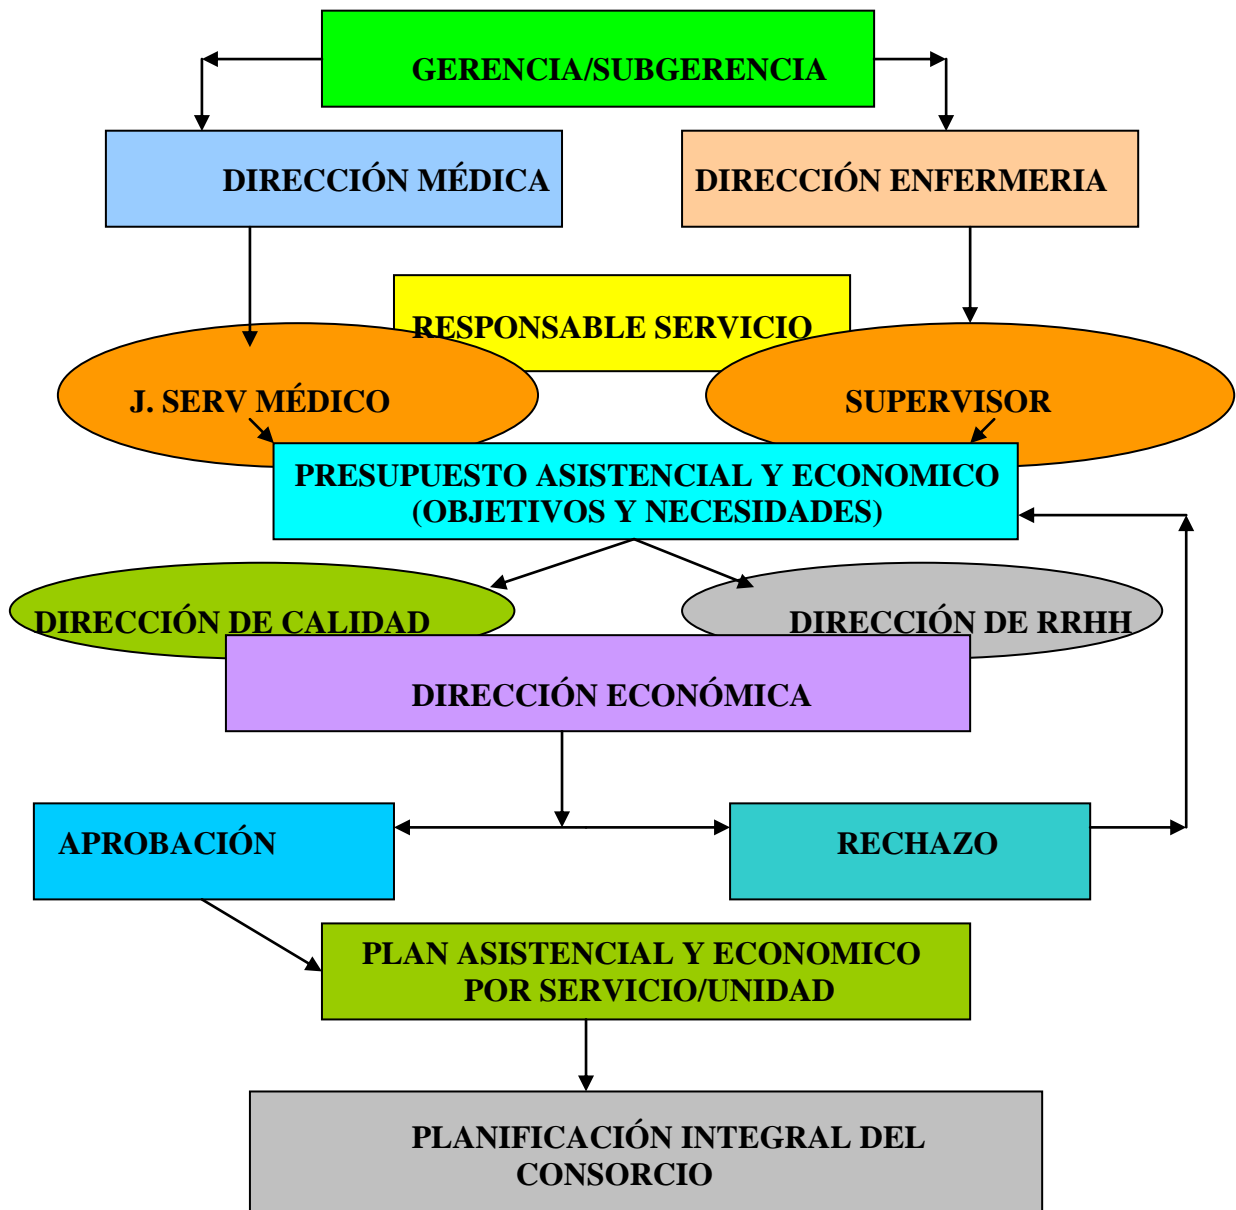 GERENCIA/SUBGERENCIA
DIRECCIÓN MÉDICA
DIRECCIÓN ENFERMERIA
RESPONSABLE SERVICIO
J. SERV MÉDICO
SUPERVISOR
PRESUPUESTO ASISTENCIAL Y ECONOMICO
(OBJETIVOS Y NECESIDADES)
DIRECCIÓN DE CALIDAD
DIRECCIÓN DE RRHH
DIRECCIÓN ECONÓMICA
APROBACIÓN
RECHAZO
PLAN ASISTENCIAL Y ECONOMICO
POR SERVICIO/UNIDAD
PLANIFICACIÓN INTEGRAL DEL
CONSORCIO